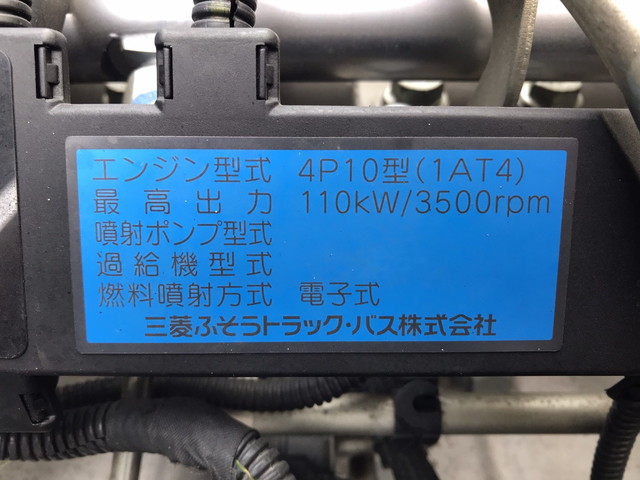 エンジン型式 4P10型(1AT4)
最高出力 110kW/3500rpm
噴射ポンプ型式
過給機型式
燃料噴射方式 電子式
三菱ふそうトラック・バス株式会社